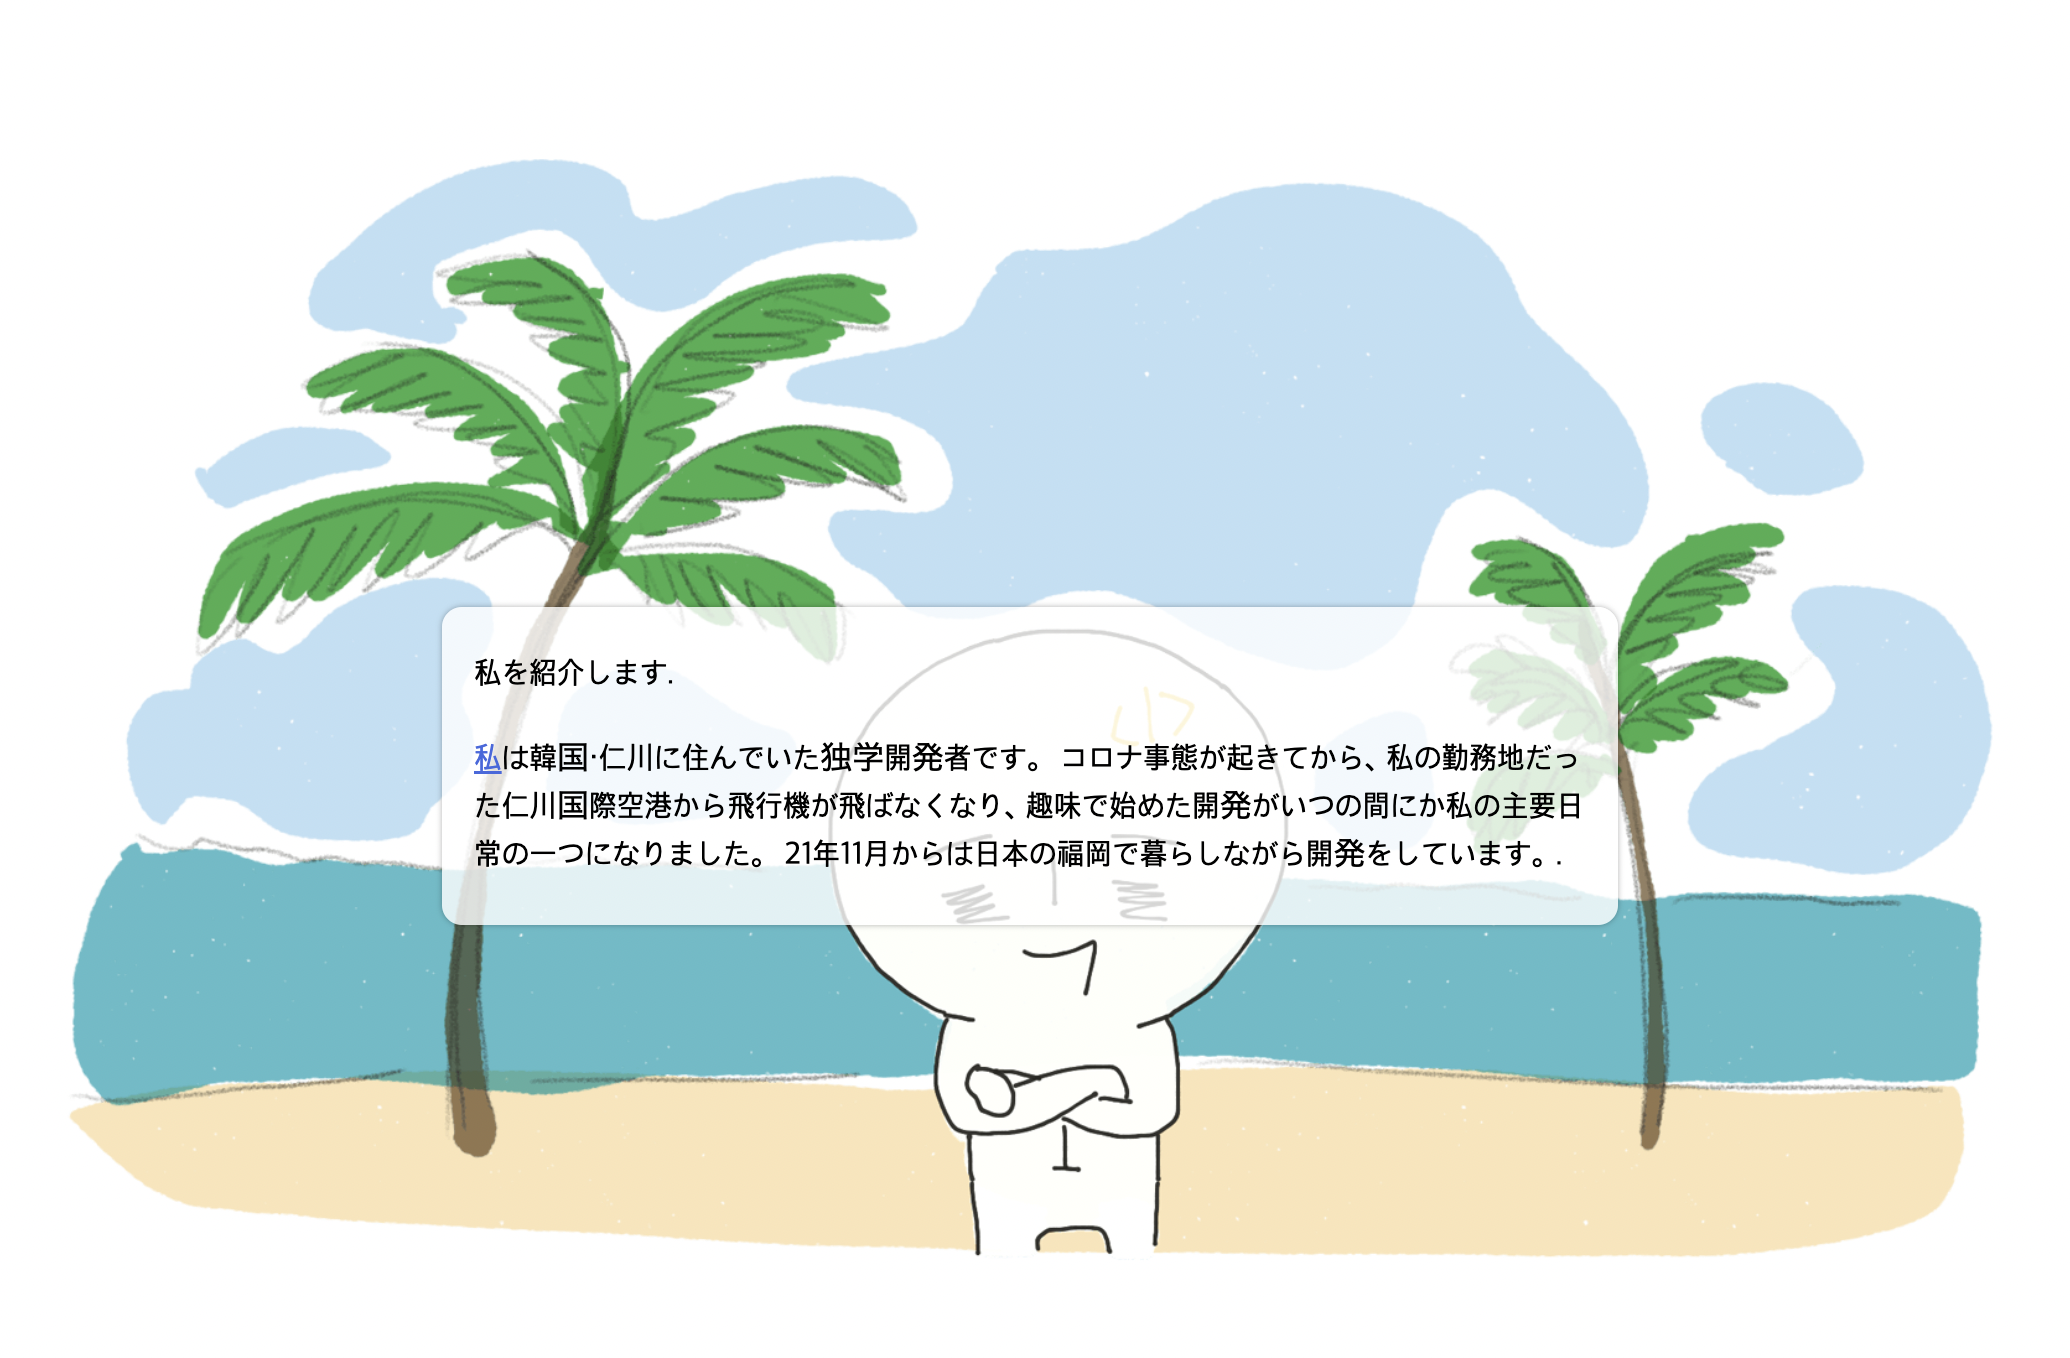 私を紹介します.
私は韓国·仁川に住んでいた独学開発者です。 コロナ事態が起きてから、私の勤務地だっ
た仁川国際空港から飛行機が飛ばなくなり、趣味で始めた開発がいつの間にか私の主要日
常の一つになりました。 21年11月からは日本の福岡で暮らしながら開発をしています。.